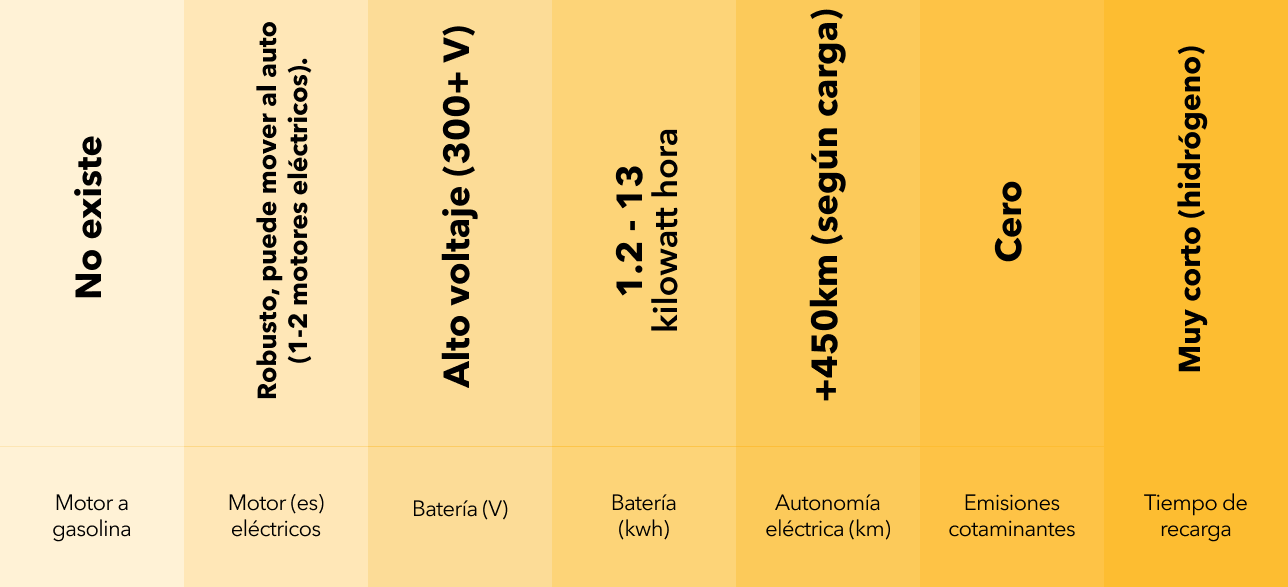 No existe
Robusto, puede mover al auto
(1-2 motores eléctricos).
Alto voltaje (300+ V)
1.2 - 13
kilowatt hora
+450km (según carga)
Cero
Muy corto (hidrógeno)
Motor a
gasolina
Motor (es)
eléctricos
Batería (V)
Batería
(kwh)
Autonomía
eléctrica (km)
Emisiones
cotaminantes
Tiempo de
recarga